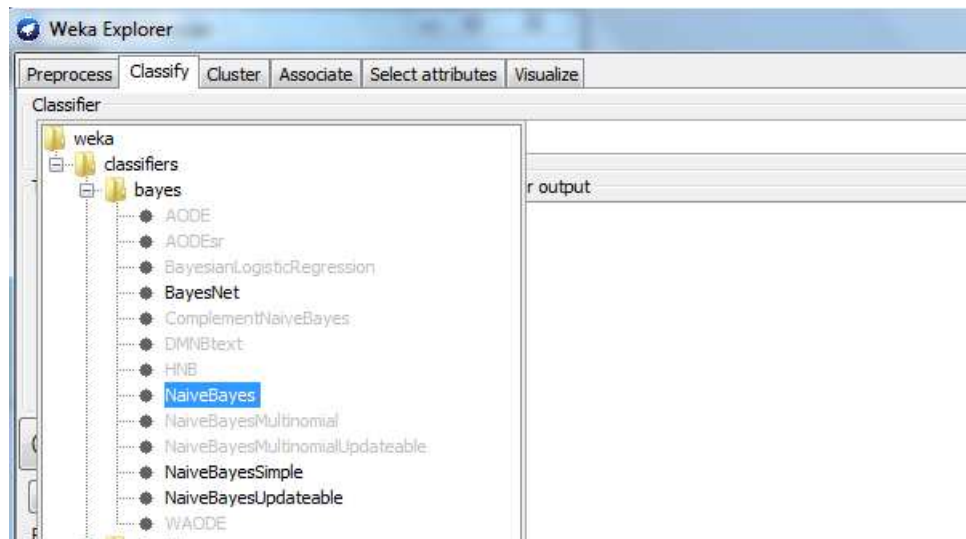 Weka Explorer
Preprocess Classify Cluster Associate Select attributes Visualize
Classifier
weka
classifiers
bayes
r output
AODE
AODEsr
BayesianLogisticRegression
BayesNet
ComplementNaiveBayes
DMNBtext
HNB
NaiveBayes
NaiveBayesMultinomial
NaiveBayesMultinomialUpdateable
NaiveBayesSimple
NaiveBayesUpdateable
WAODE